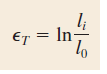 ϵ_T = ln l_i/l_0